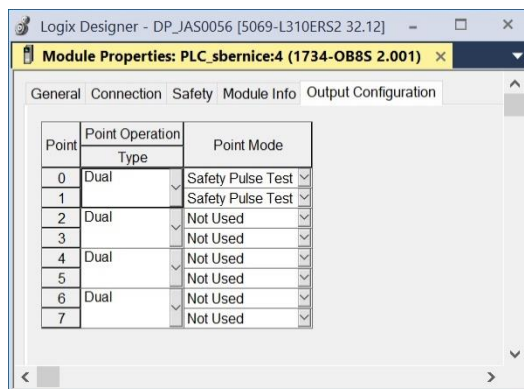 Logix Designer - DP_JAS0056 [5069-L310ERS2 32.12]
Module Properties: PLC_sbernice:4 (1734-OB8S 2.001)
General Connection Safety Module Info Output Configuration
Point Point Operation Point Mode
Type
0 Dual Safety Pulse Test
1 Safety Pulse Test
2 Dual Not Used
3 Not Used
4 Dual Not Used
5 Not Used
6 Dual Not Used
7 Not Used